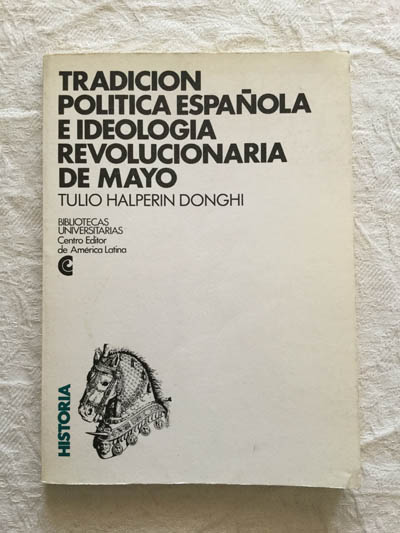 TRADICION
POLITICA ESPAÑOLA
E IDEOLOGIA
REVOLUCIONARIA
DE MAYO
TULIO HALPERIN DONGHI
BIBLIOTECAS
UNIVERSITARIAS
Centro Editor
de América Latina
HISTORIA